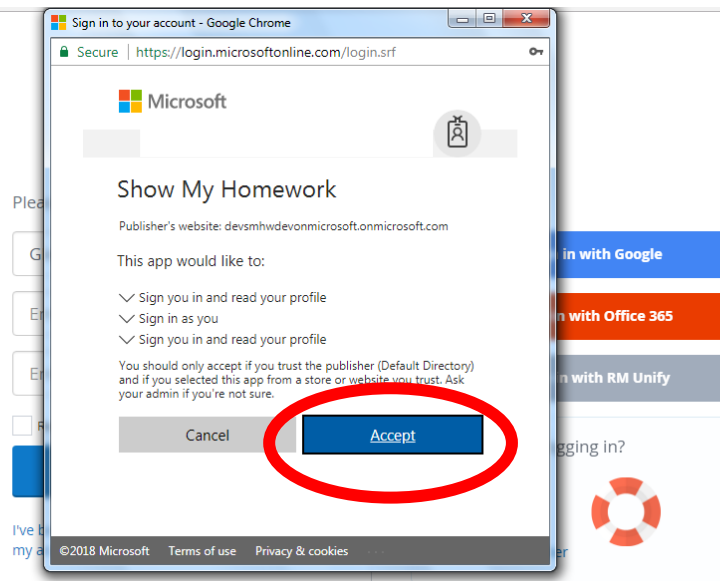 Sign in to your account - Google Chrome
Secure | https://login.microsoftonline.com/login.srf
Microsoft
Show My Homework
Publisher's website: devsmhwdevonmicrosoft.onmicrosoft.com
This app would like to:
Sign you in and read your profile
Sign in as you
Sign you in and read your profile
You should only accept if you trust the publisher (Default Directory)
and if you selected this app from a store or website you trust. Ask
your admin if you're not sure.
Cancel
Accept
©2018 Microsoft Terms of use Privacy & cookies ...
in with Google
with Office 365
with RM Unify
in?
I've
my